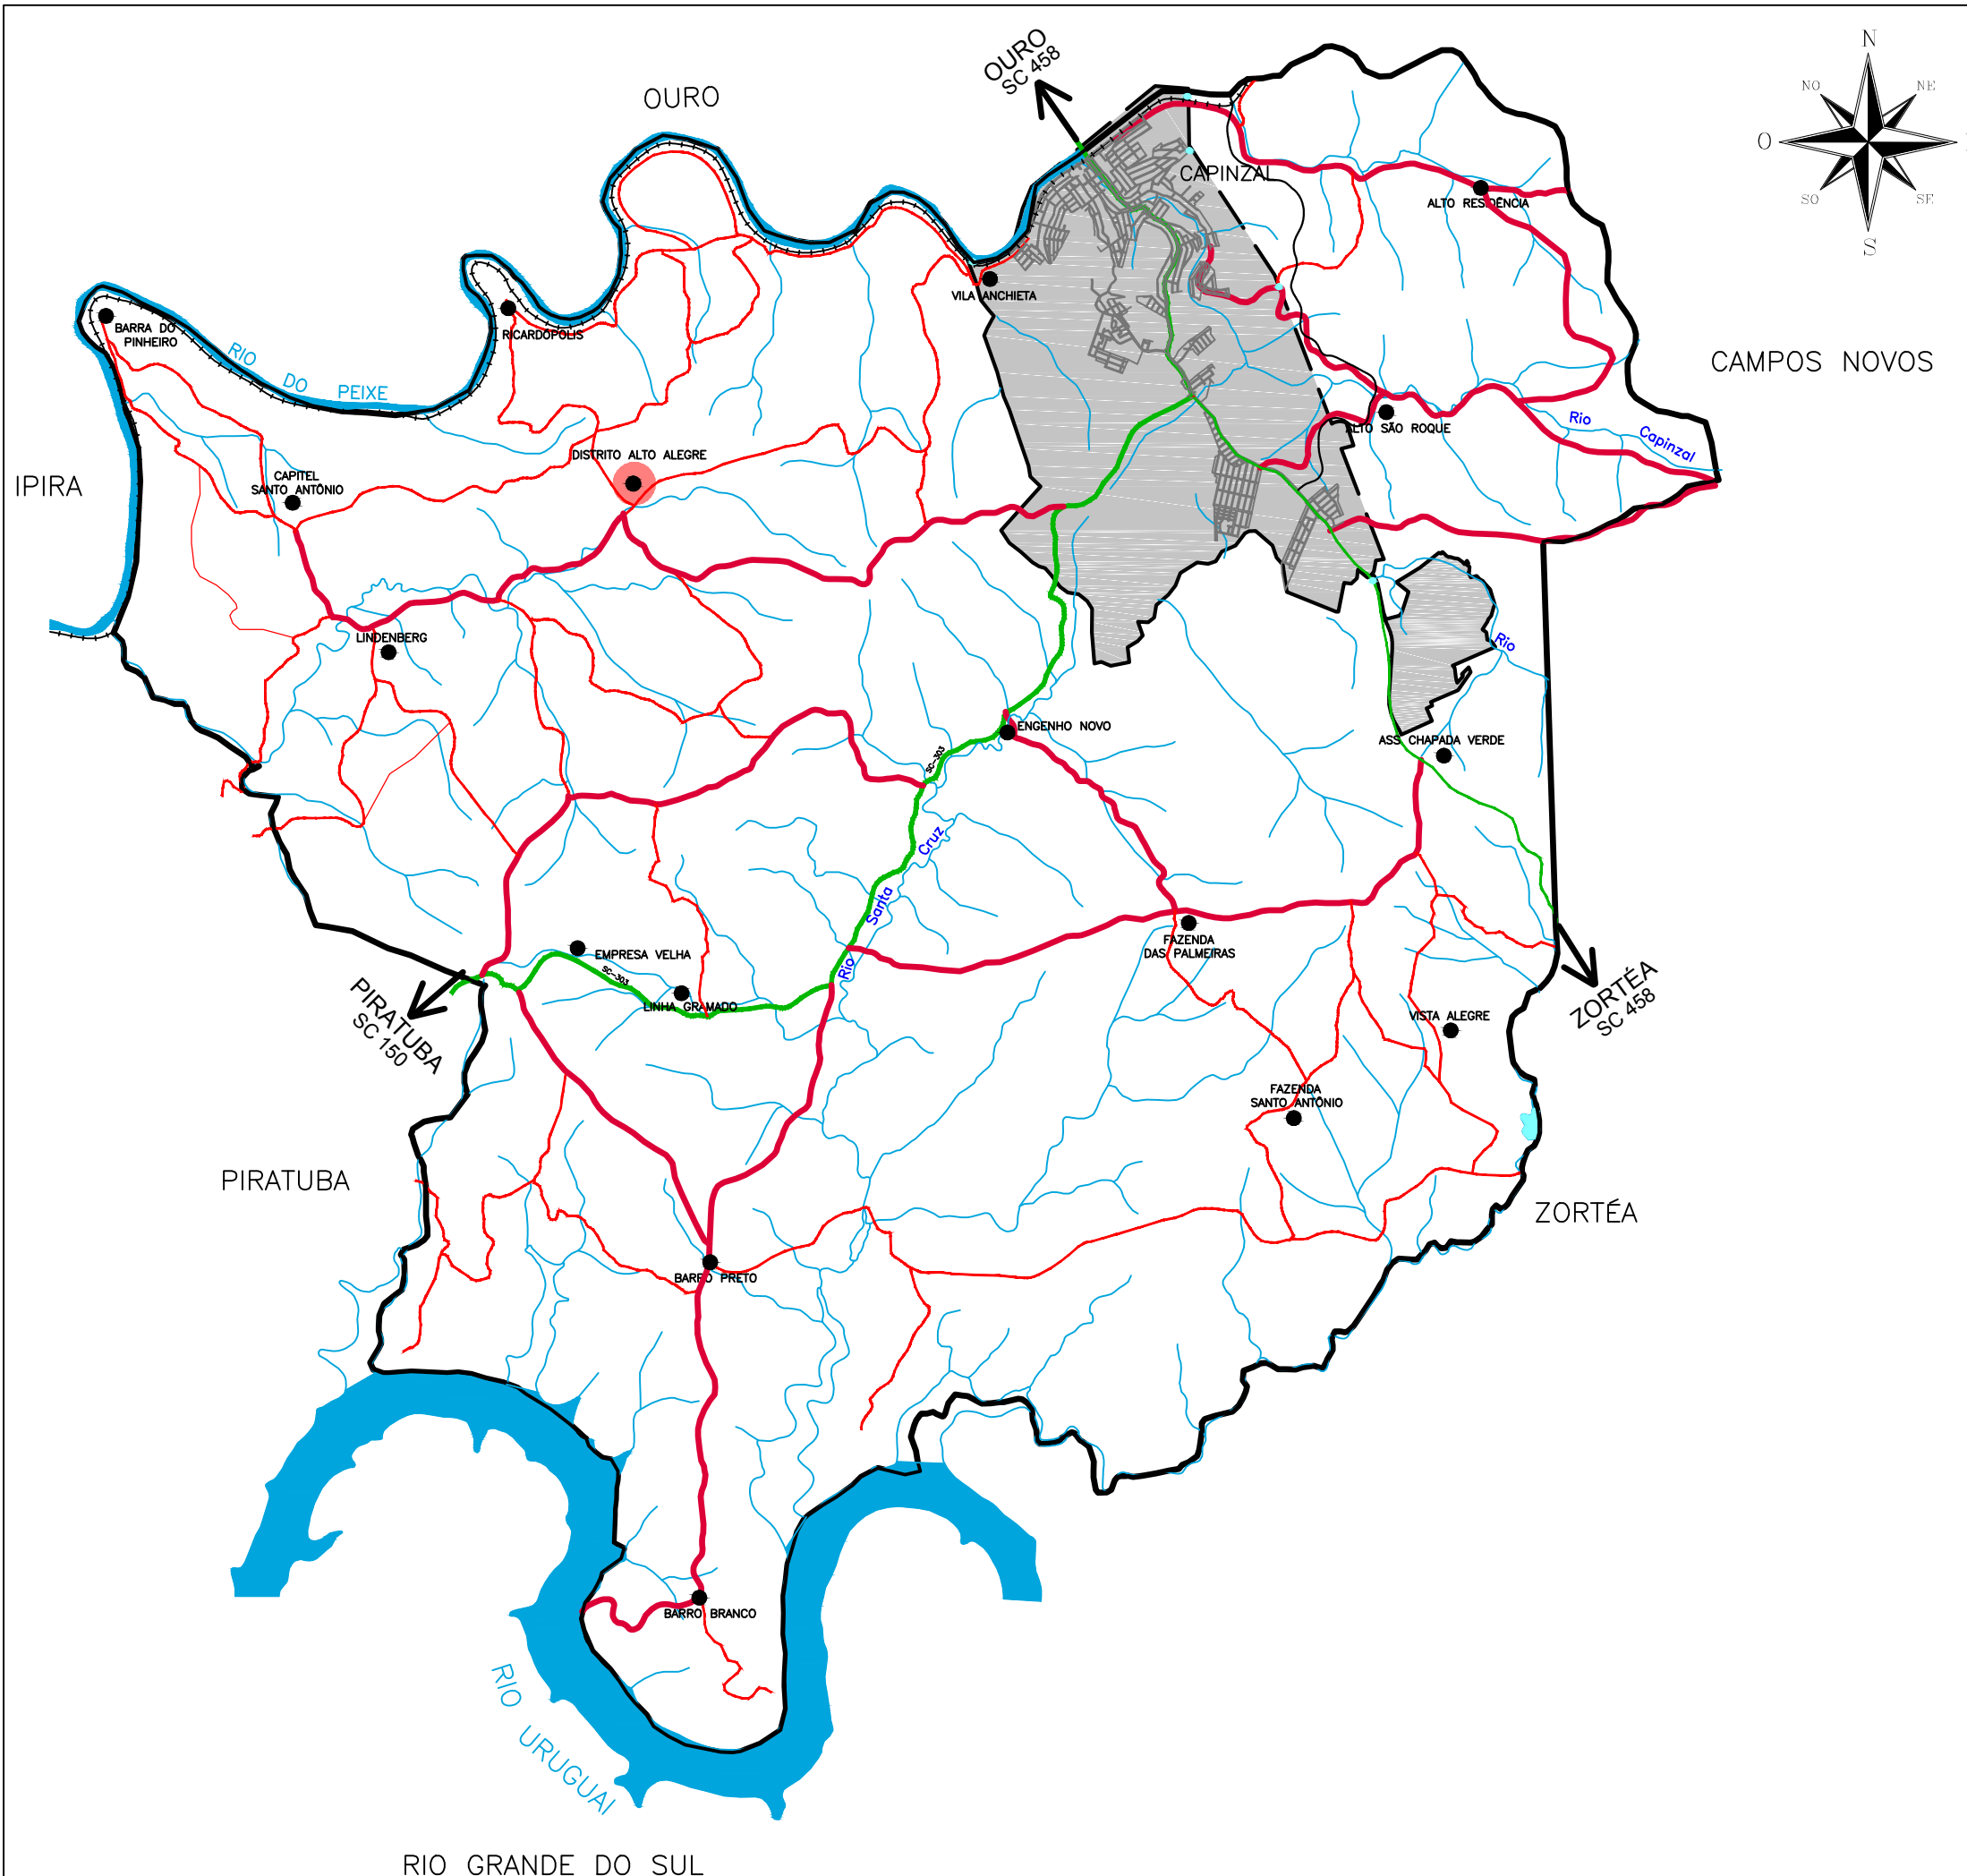 OURO
SC 458
N
NO
NE
O
SO
SE
S
OURO
CAPINZAL
ALTO RESIDÊNCIA
VILA ANCHIETA
RICARDÓPOLIS
BARRA DO
PINHEIRO
RIO
DO
PEIXE
CAMPOS NOVOS
ALTO SÃO ROQUE
Rio
Capinzal
IPIRA
DISTRITO ALTO ALEGRE
CAPITEL
SANTO ANTÔNIO
LINDENBERG
Rio
ENGENHO NOVO
ASS CHAPADA VERDE
SC-303
Cruz
Santa
Rio
FAZENDA
DAS PALMEIRAS
EMPRESA VELHA
SC-303
LINHA GRAMADO
PIRATUBA
SC 150
ZORTÉA
SC 458
VISTA ALEGRE
FAZENDA
SANTO ANTÔNIO
PIRATUBA
ZORTÉA
BARRO PRETO
BARRO BRANCO
RIO
URUGUAI
RIO GRANDE DO SUL